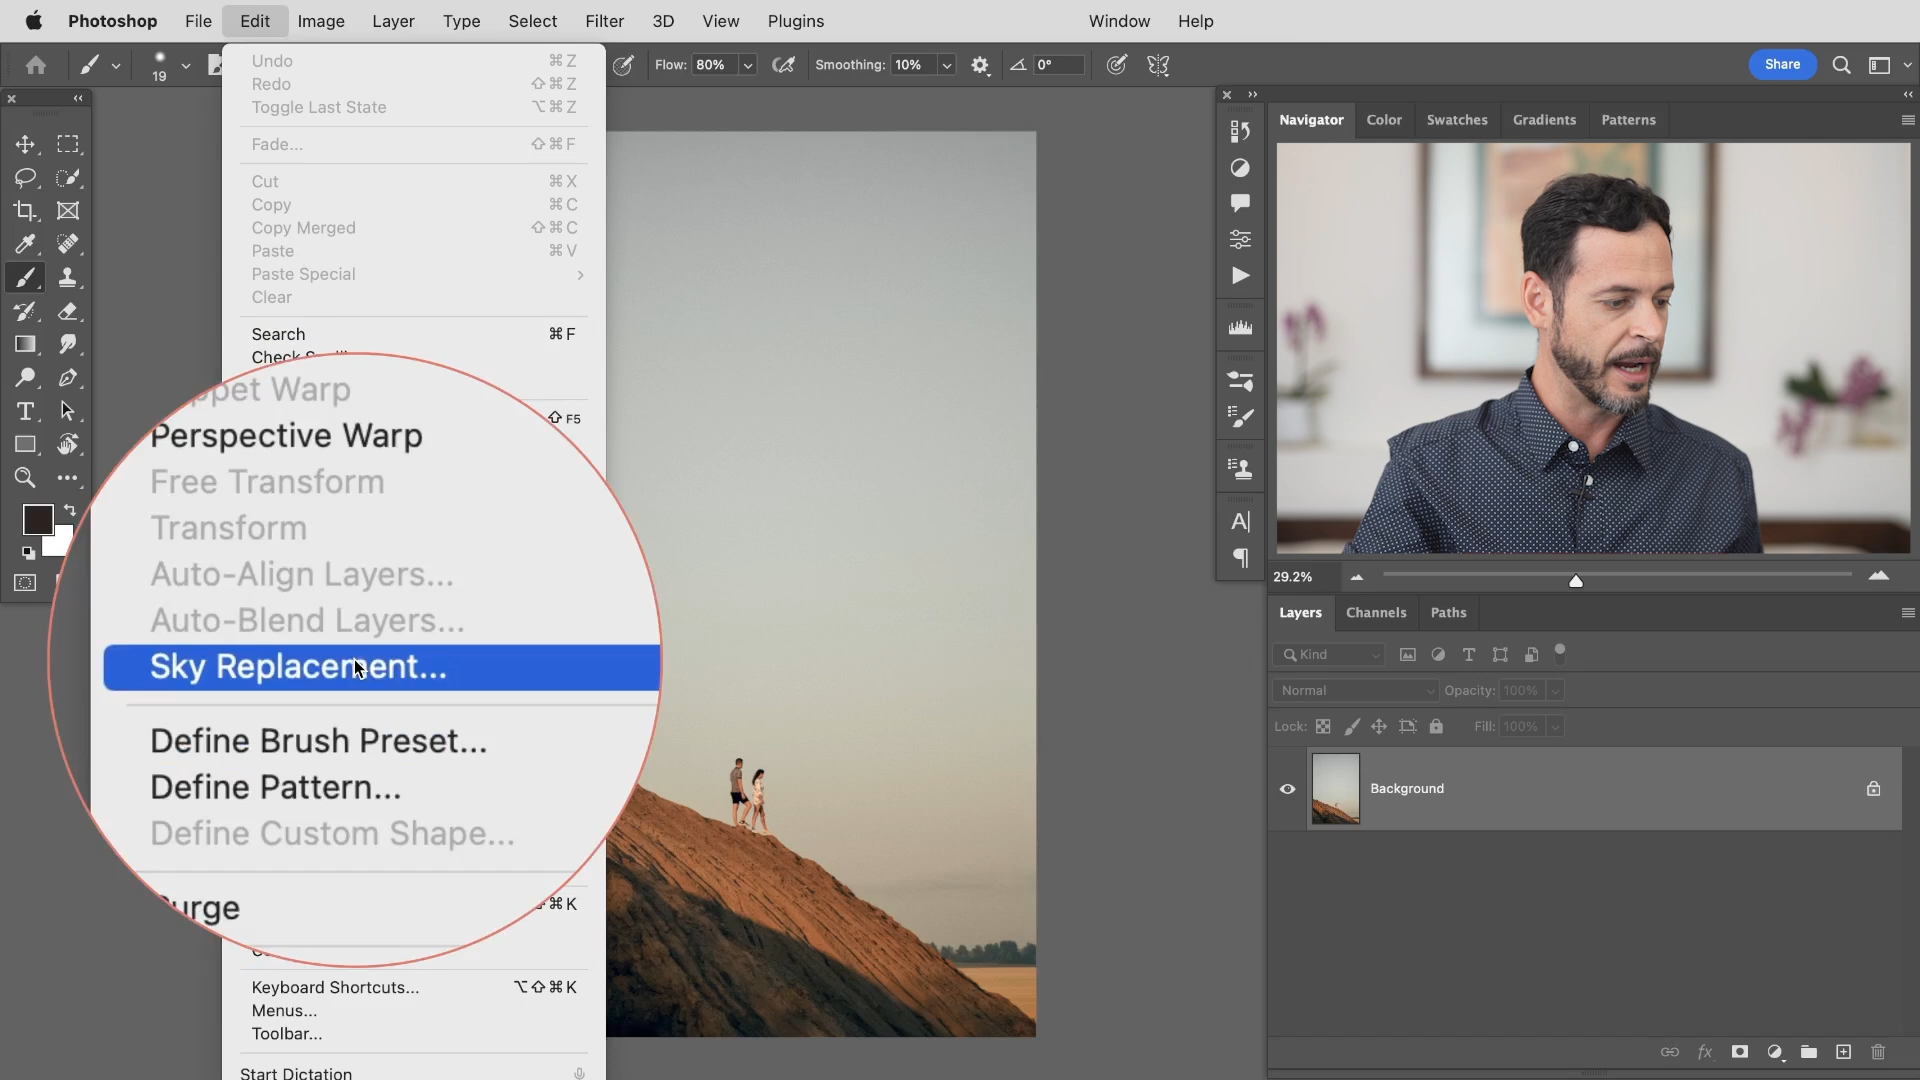 Photoshop File Edit Image Layer Type Select Filter 3D View Plugins Window Help
19 Flow: 80% Smoothing: 10% 0° Share
Undo ⌘Z
Redo ⇧⌘Z
Toggle Last State ⌥⌘Z
Fade... ⇧⌘F
Cut ⌘X
Copy ⌘C
Copy Merged ⇧⌘C
Paste ⌘V
Paste Special
Clear
Search ⌘F
Check
⇧F5
Warp
Perspective Warp
Free Transform
Transform
Auto-Align Layers...
Auto-Blend Layers...
Sky Replacement...
Define Brush Preset...
Define Pattern...
Define Custom Shape...
⌘K
Keyboard Shortcuts... ⌥⇧⌘K
Menus...
Toolbar...
Start Dictation
Navigator Color Swatches Gradients Patterns
29.2%
Layers Channels Paths
Kind
Normal Opacity: 100%
Lock: Fill: 100%
Background